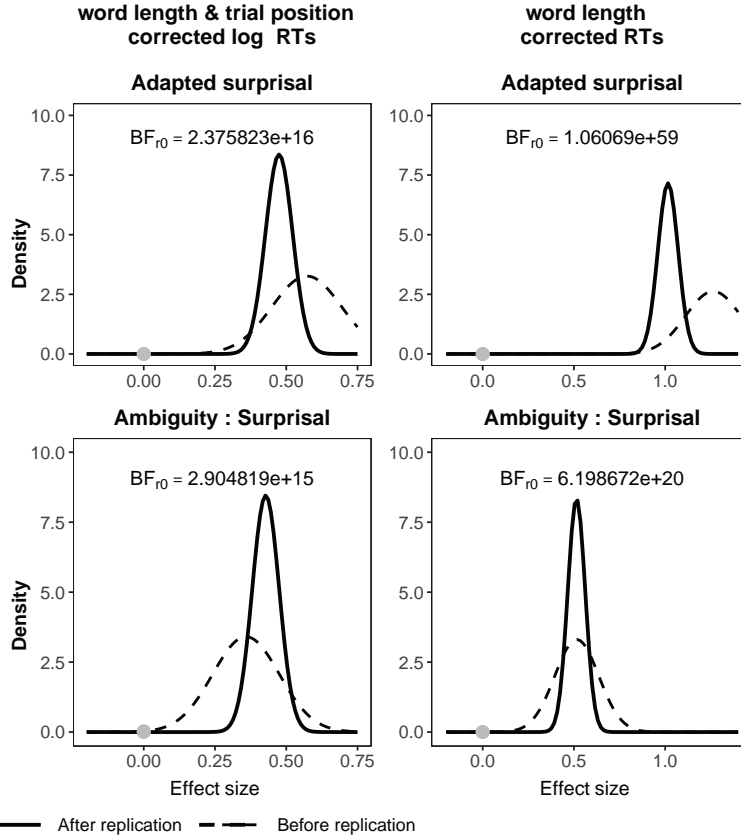 word length & trial position
corrected log RTs
word length
corrected RTs
Adapted surprisal
Adapted surprisal
10.0
7.5
5.0
2.5
0.0
Density
BFr0 = 2.375823e+16
0.00 0.25 0.50 0.75
10.0
7.5
5.0
2.5
0.0
BFr0 = 1.06069e+59
0.0 0.5 1.0
Ambiguity : Surprisal
Ambiguity : Surprisal
10.0
7.5
5.0
2.5
0.0
Density
BFr0 = 2.904819e+15
0.00 0.25 0.50 0.75
Effect size
10.0
7.5
5.0
2.5
0.0
BFr0 = 6.198672e+20
0.0 0.5 1.0
Effect size
After replication Before replication